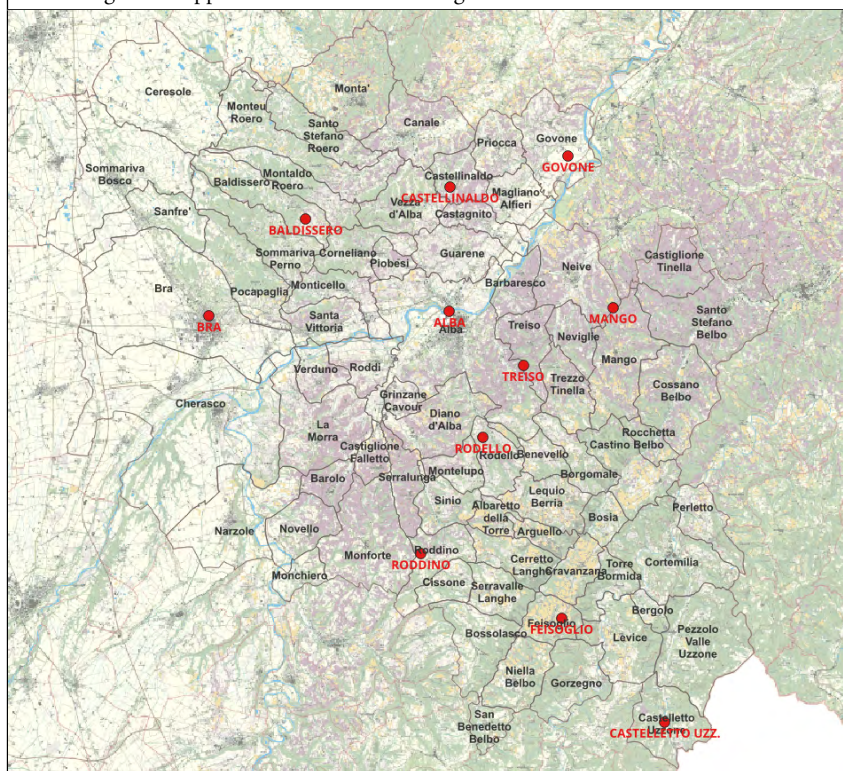 Ceresole
Monta'
Monteu
Roero
Santo
Stefano
Roero
Canale
Priocca
Govone
GOVONE
Sommariva
Bosco
Baldissero
Montaldo
Roero
Castellinaldo
CASTELLINALDO
Vezza
d'Alba
Castagnito
Magliano
Alfieri
Sanfre'
BALDISSERO
Sommariva
Perno
Corneliano
Piobesi
Guarene
Castiglione
Tinella
Neive
Barbaresco
Bra
BRA
Pocapaglia
Monticello
Santa
Vittoria
ALBA
Alba
Treiso
MANGO
Neviglie
Santo
Stefano
Belbo
Mango
Verduno
Roddi
TREISO
Trezzo
Tinella
Cossano
Belbo
Cherasco
Grinzane
Cavour
Diano
d'Alba
La
Morra
Castiglione
Falletto
RODELLO
Rodello
Benevello
Rocchetta
Belbo
Castino
Barolo
Serralunga
Montelupo
Borgomale
Sinio
Lequio
Berria
Albaretto
della
Torre
Arguello
Bosia
Perletto
Narzole
Novello
Monforte
Roddino
RODDINO
Cerretto
Langhe
Cravanzana
Torre
Bormida
Cortemilia
Monchiero
Cissone
Serravalle
Langhe
Feisoglio
FEISOGLIO
Bergolo
Bossolasco
Levice
Pezzolo
Valle
Uzzone
Niella
Belbo
Gorzegno
San
Benedetto
Belbo
Castelletto
Uzzone
CASTELLETTO UZZ.